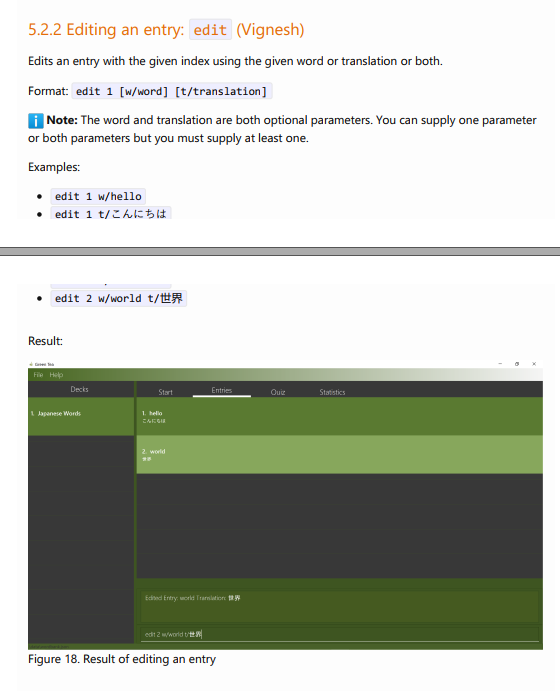 5.2.2 Editing an entry: edit (Vignesh)
Edits an entry with the given index using the given word or translation or both.
Format: edit 1 [w/word] [t/translation]
Note: The word and translation are both optional parameters. You can supply one parameter
or both parameters but you must supply at least one.
Examples:
edit 1 w/hello
edit 1 t/こんにちは
edit 2 w/world t/世界
Result:
Green Tea
File Help
Decks Start Entries Quiz Statistics
1. Japanese Words
1. hello
こんにちは
2. world
世界
Edited Entry: world Translation: 世界
edit 2 w/world t/世界
Figure 18. Result of editing an entry